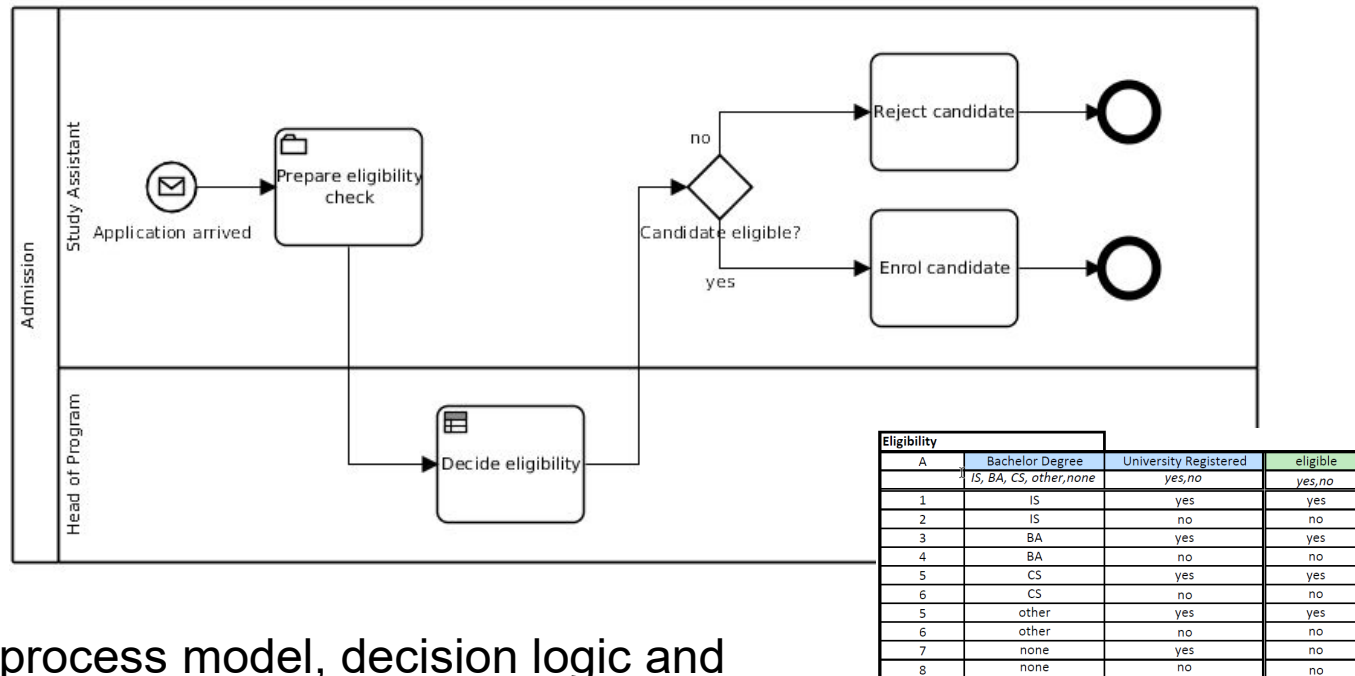 Admission
Study Assistant
Head of Program
Application arrived
Prepare eligibility
check
Decide eligibility
no
Candidate eligible?
yes
Reject candidate
Enrol candidate
Eligibility
A Bachelor Degree University Registered eligible
IS, BA, CS, other,none yes,no yes,no
1 IS yes yes
2 IS no no
3 BA yes yes
4 BA no no
5 CS yes yes
6 CS no no
5 other yes yes
6 other no no
7 none yes no
8 none no no
process model, decision logic and